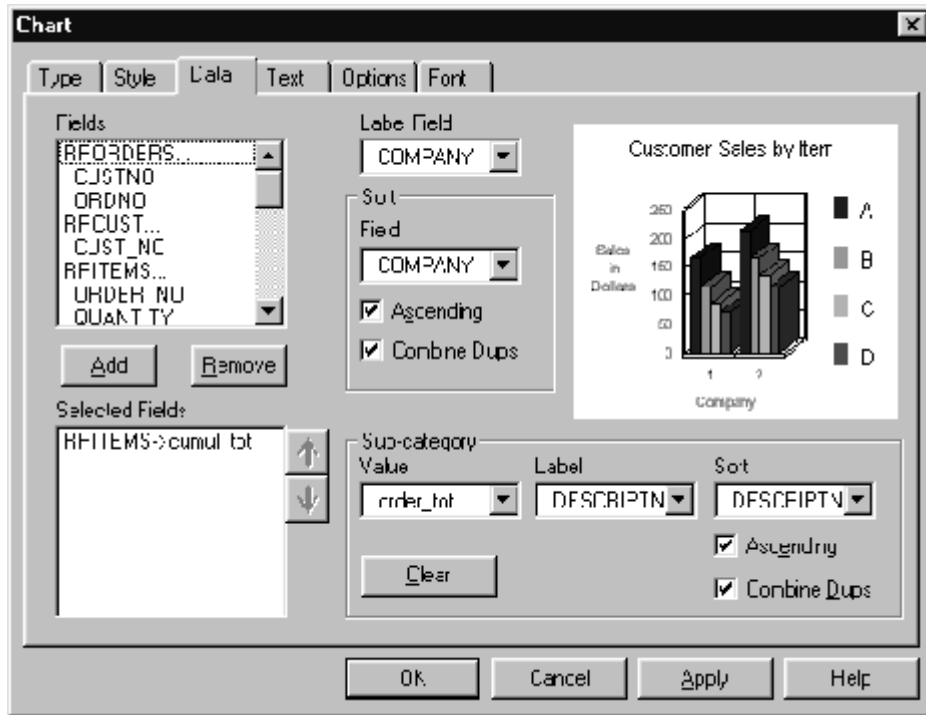 Chart
Type Style Data Text Options Font
Fields
RFORDERS...
CUSTNO
ORDNO
RFCUST...
CUST_NO
RFITEMS...
ORDER_NO
QUANTITY
Add Remove
Selected Fields
RFITEMS->cumul_tot
Label Field
COMPANY
Sort
Field
COMPANY
Ascending
Combine Dups
Customer Sales by Item
250
200
150
100
50
0
Sales
in
Dollars
1 2
Company
A
B
C
D
Sub-category
Value Label Sort
order_tot DESCRIPTN DESCRIPTN
Ascending
Clear
Combine Dups
OK Cancel Apply Help